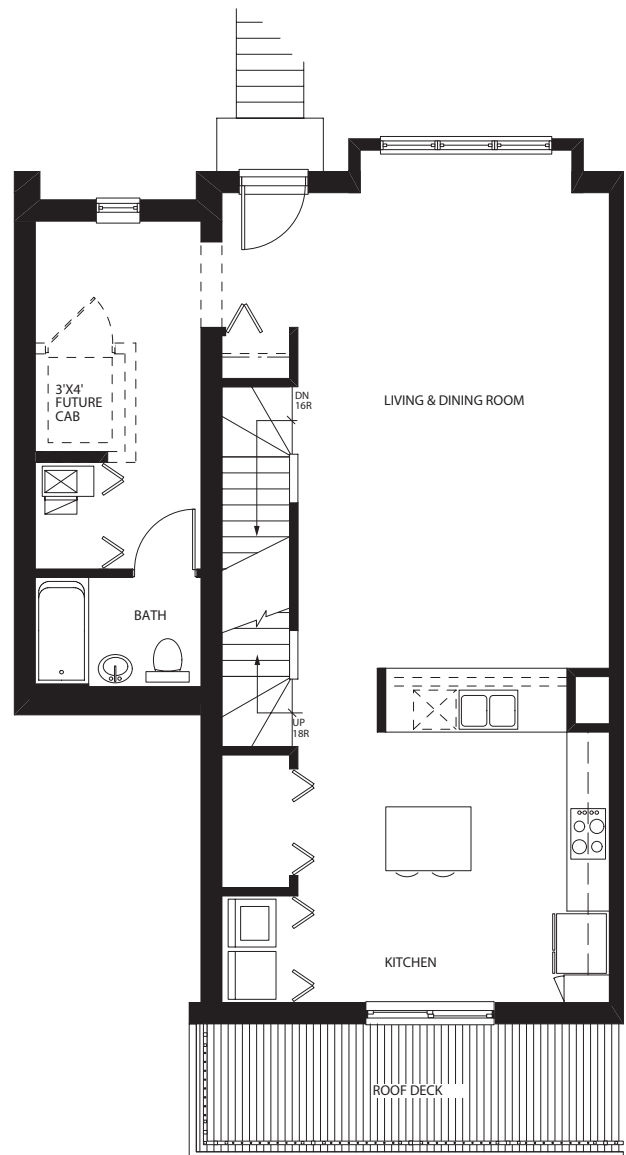 3'X4'
FUTURE
CAB
DN
16R
LIVING & DINING ROOM
BATH
UP
18R
KITCHEN
ROOF DECK